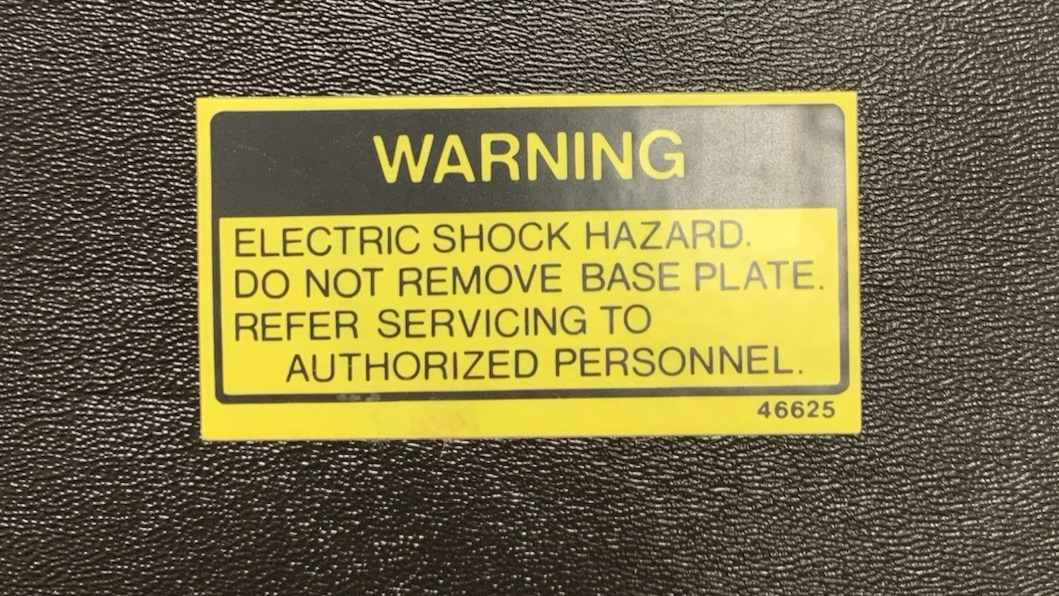 WARNING
ELECTRIC SHOCK HAZARD.
DO NOT REMOVE BASE PLATE.
REFER SERVICING TO
AUTHORIZED PERSONNEL.
46625